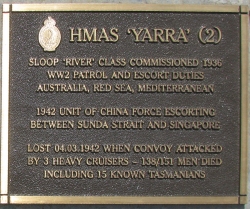 HMAS 'YARRA' (2)
SLOOP 'RIVER' CLASS COMMISSIONED 1936
WW2 PATROL AND ESCORT DUTIES
AUSTRALIA, RED SEA, MEDITERRANEAN
1942 UNIT OF CHINA FORCE ESCORTING
BETWEEN SUNDA STRAIT AND SINGAPORE
LOST 04.03.1942 WHEN CONVOY ATTACKED
BY 3 HEAVY CRUISERS - 138/151 MEN DIED
INCLUDING 15 KNOWN TASMANIANS